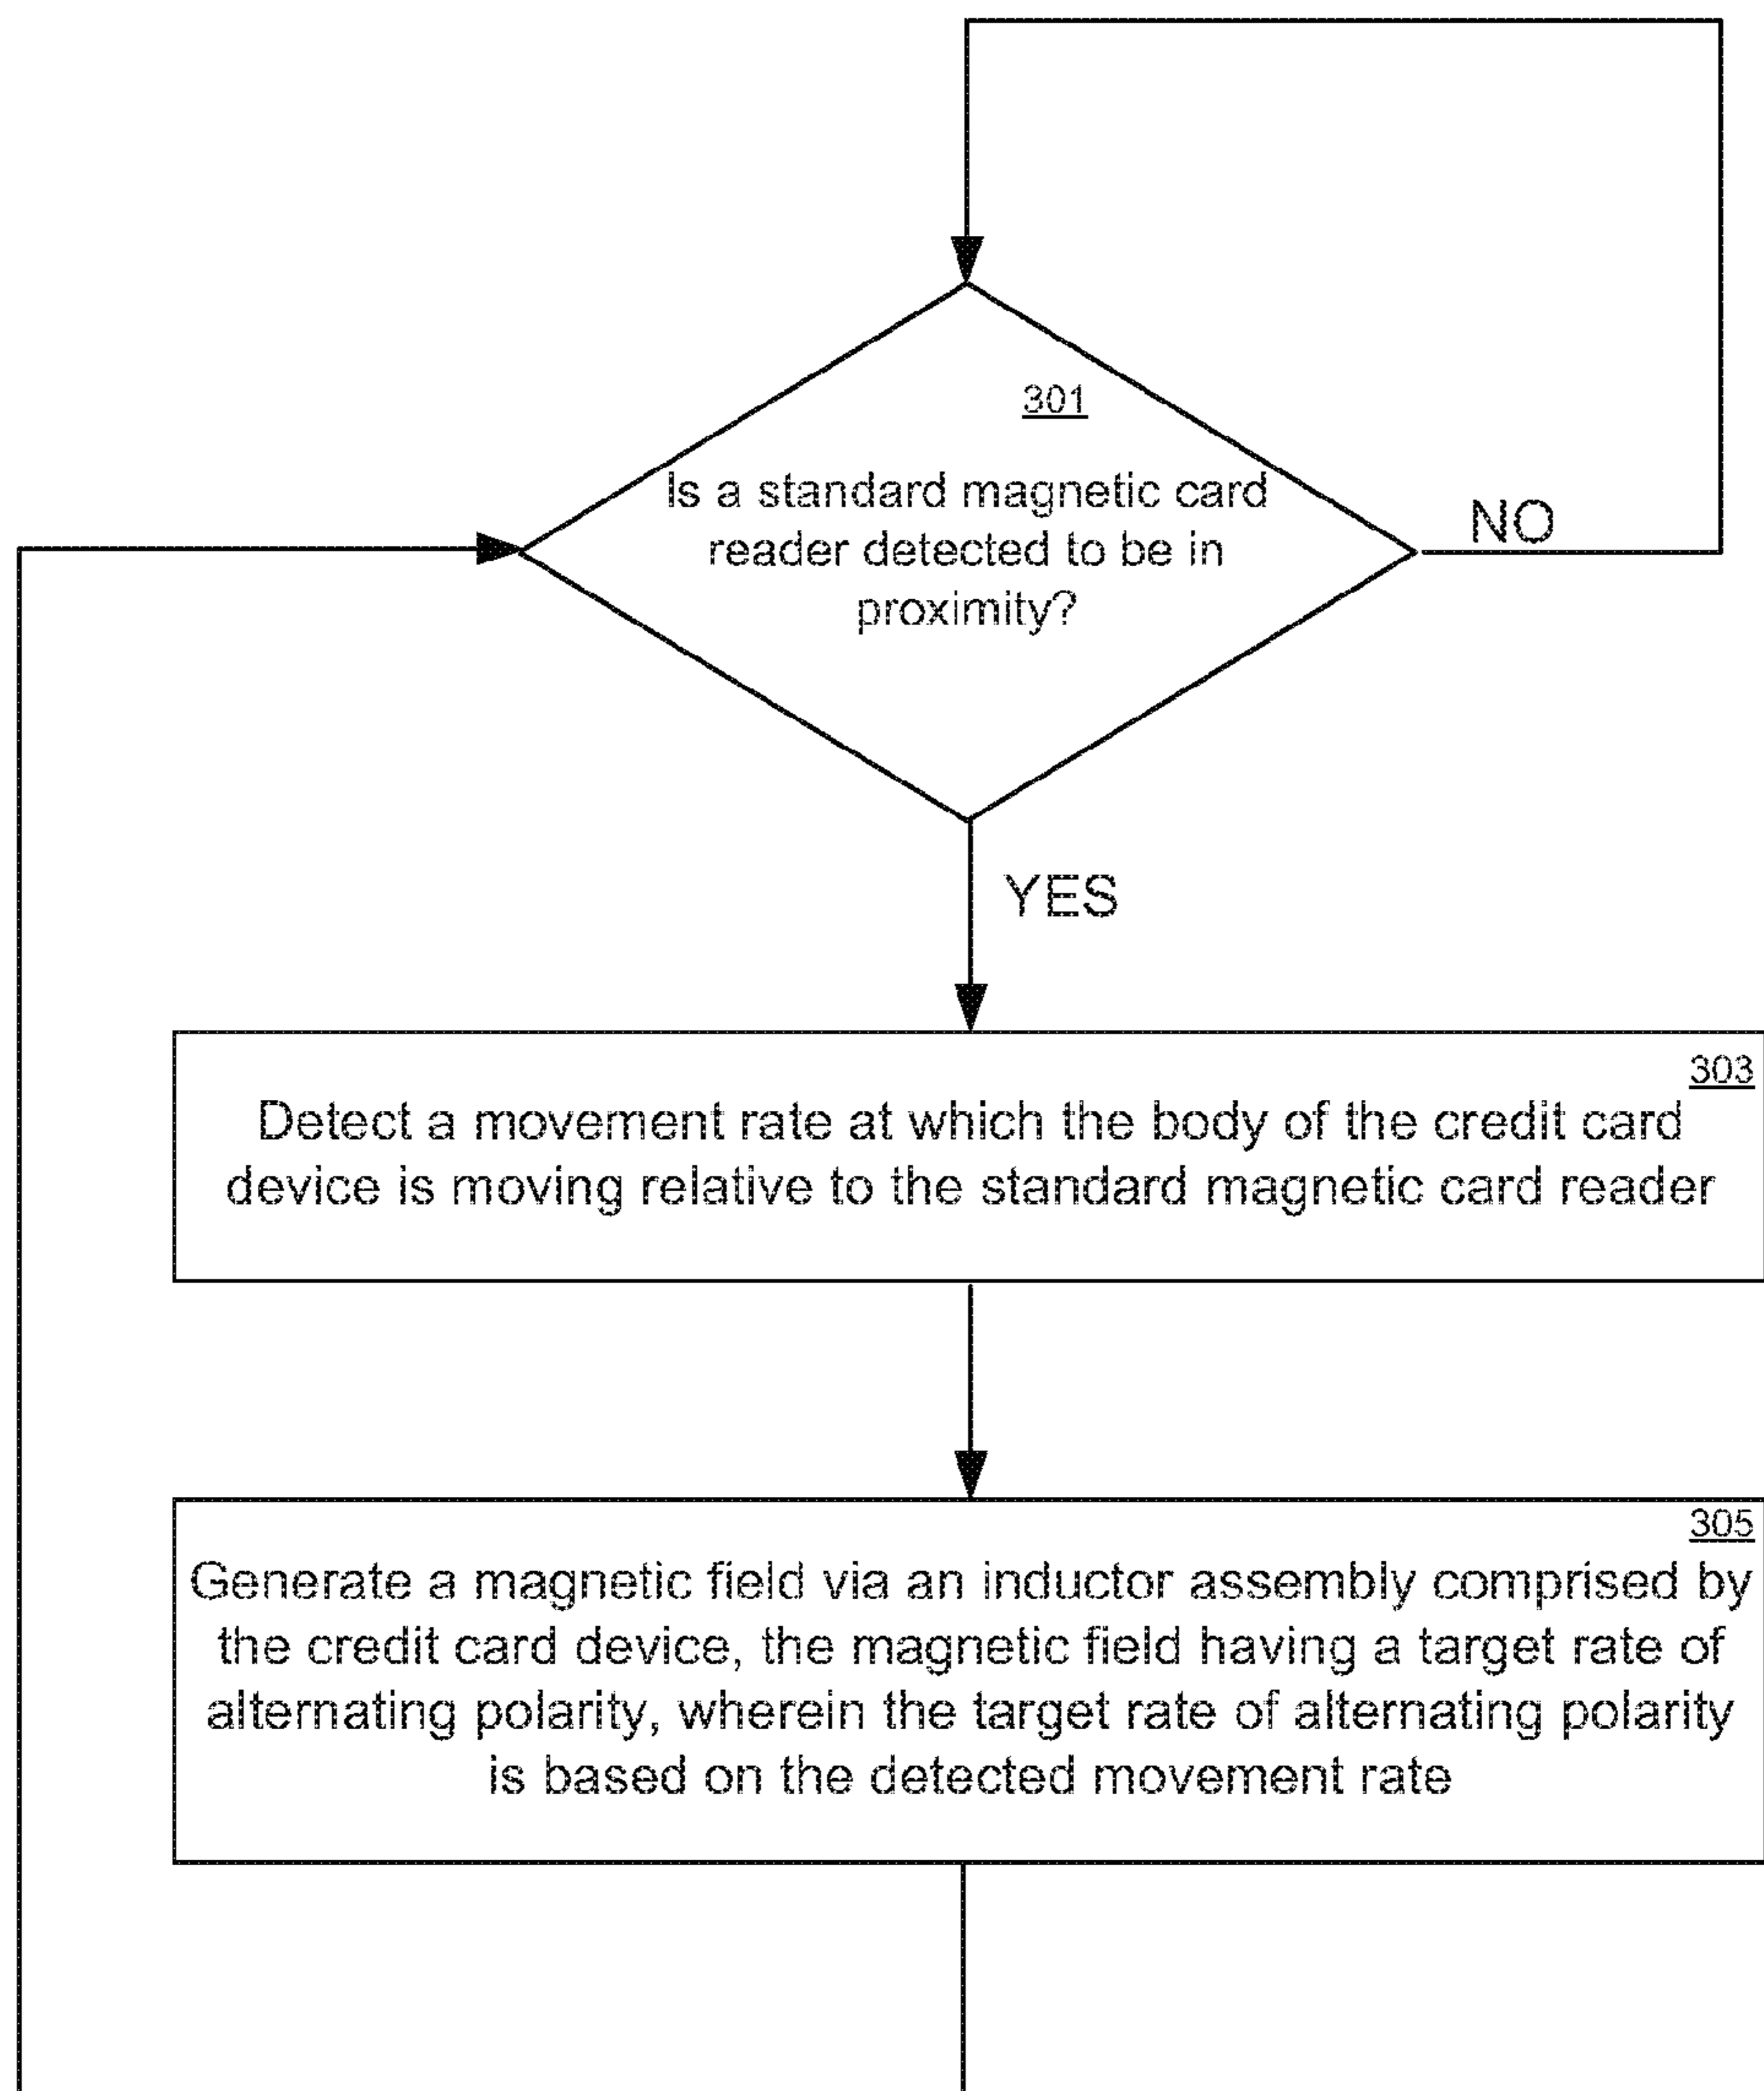 301
Is a standard magnetic card
reader detected to be in
proximity?
NO
YES
303
Detect a movement rate at which the body of the credit card
device is moving relative to the standard magnetic card reader
305
Generate a magnetic field via an inductor assembly comprised by
the credit card device, the magnetic field having a target rate of
alternating polarity, wherein the target rate of alternating polarity
is based on the detected movement rate